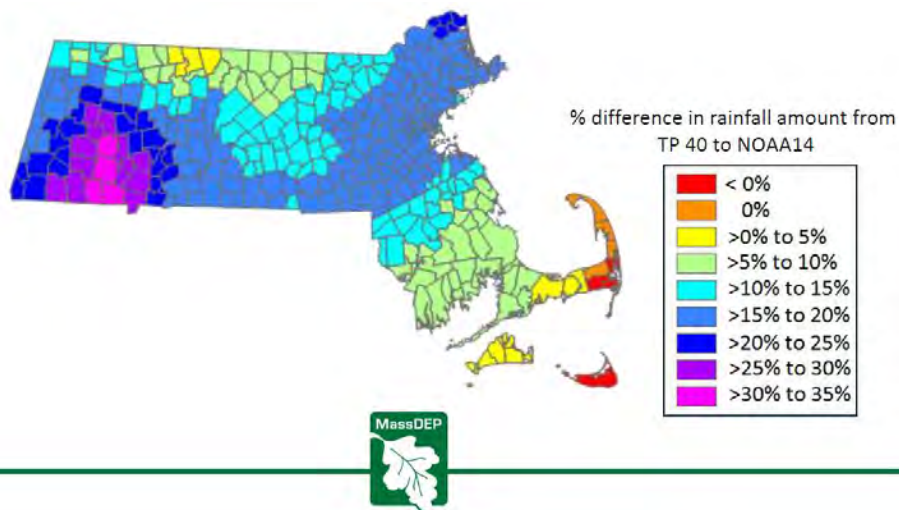 % difference in rainfall amount from
TP 40 to NOAA14
< 0%
0%
>0% to 5%
>5% to 10%
>10% to 15%
>15% to 20%
>20% to 25%
>25% to 30%
>30% to 35%
MassDEP